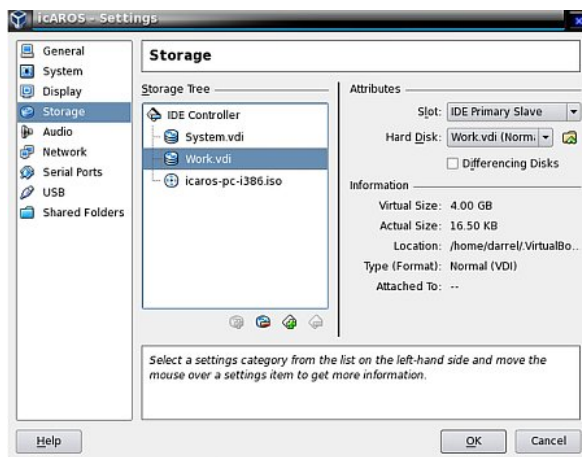 icAROS - Settings
General
System
Display
Storage
Audio
Network
Serial Ports
USB
Shared Folders
Storage
Storage Tree
IDE Controller
System.vdi
Work.vdi
icaros-pc-i386.iso
Attributes
Slot: IDE Primary Slave
Hard Disk: Work.vdi (Norm
Differencing Disks
Information
Virtual Size: 4.00 GB
Actual Size: 16.50 KB
Location: /home/darrel/.VirtualBo..
Type (Format): Normal (VDI)
Attached To: --
Select a settings category from the list on the left-hand side and move the
mouse over a settings item to get more information.
Help
OK
Cancel